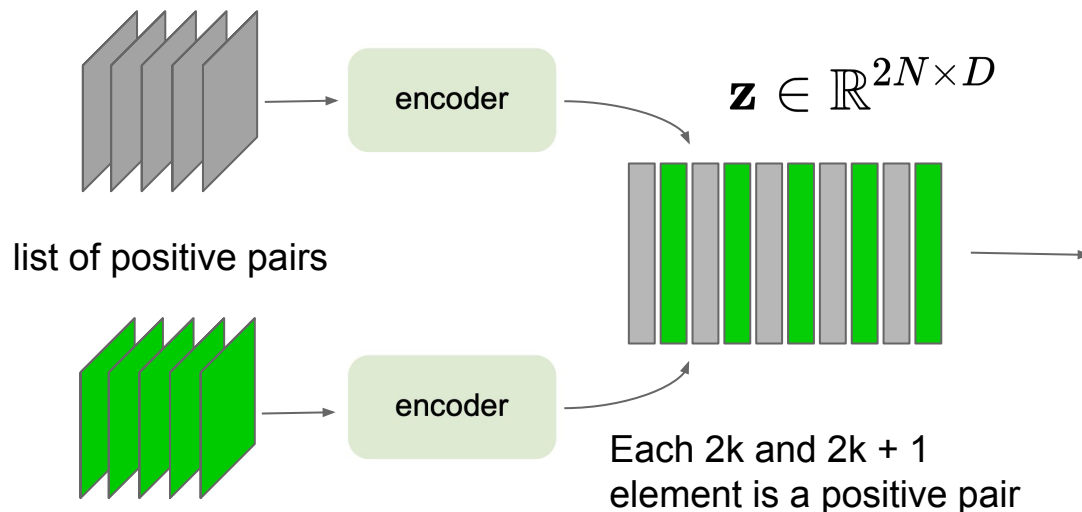 encoder
z ∈ ℝ^{2N×D}
list of positive pairs
encoder
Each 2k and 2k + 1
element is a positive pair